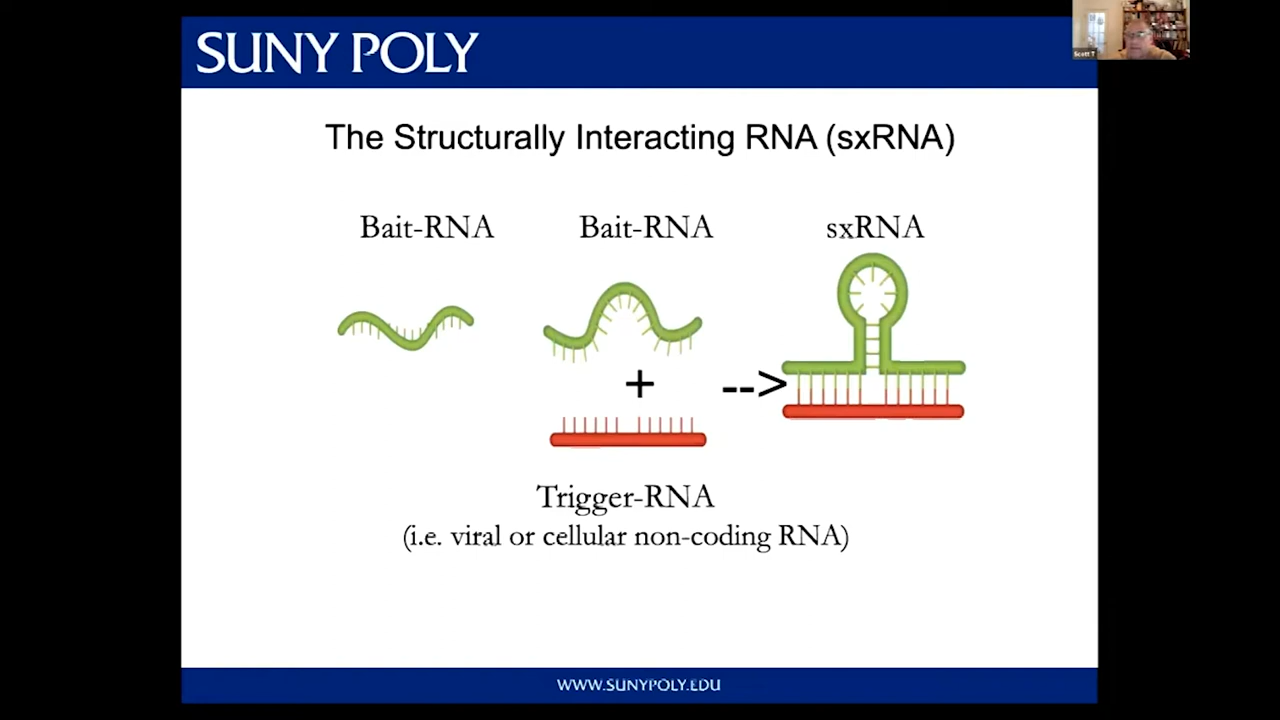 SUNY POLY
Scott T
The Structurally Interacting RNA (sxRNA)
Bait-RNA
Bait-RNA
sxRNA
+
-->
Trigger-RNA
(i.e. viral or cellular non-coding RNA)
WWW.SUNYPOLY.EDU